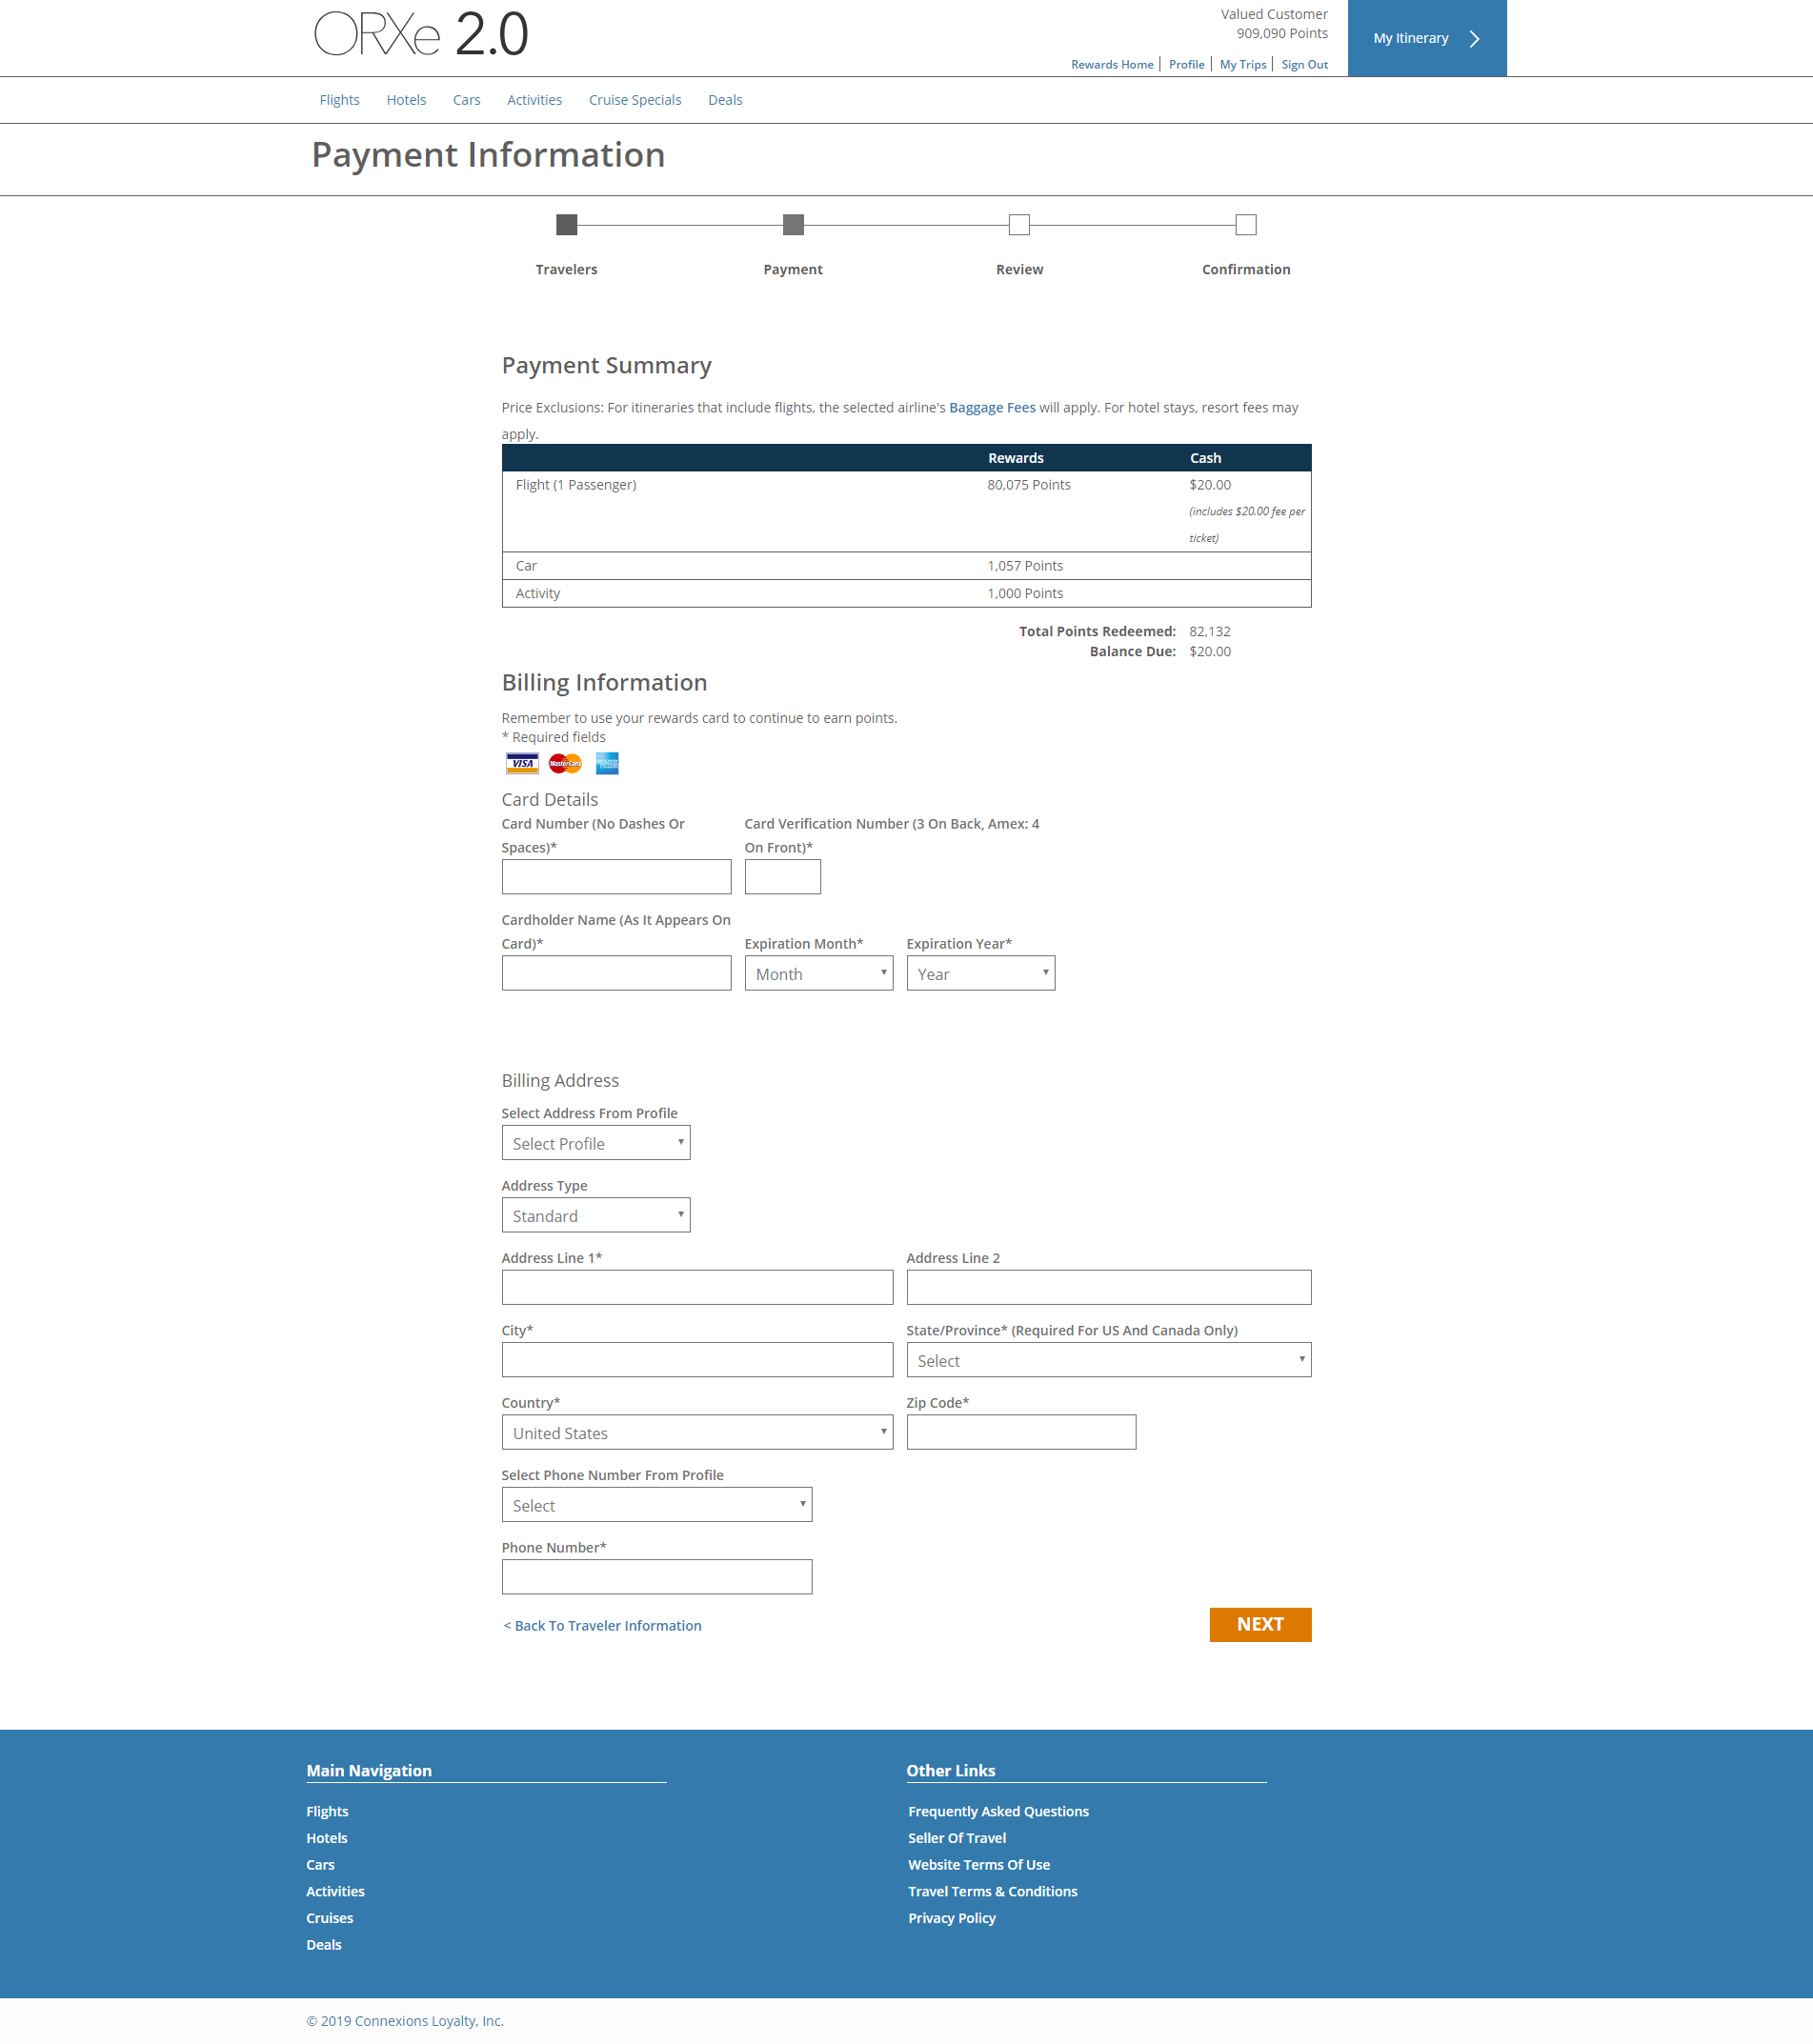 ORXe 2.0
Valued Customer
909,090 Points
Rewards Home
Profile
My Trips
Sign Out
My Itinerary
Flights
Hotels
Cars
Activities
Cruise Specials
Deals
Payment Information
Travelers
Payment
Review
Confirmation
Payment Summary
Price Exclusions: For itineraries that include flights, the selected airline's Baggage Fees will apply. For hotel stays, resort fees may
apply.
Rewards
Cash
Flight (1 Passenger)
80,075 Points
$20.00
(includes $20.00 fee per
ticket)
Car
1,057 Points
Activity
1,000 Points
Total Points Redeemed: 82,132
Balance Due: $20.00
Billing Information
Remember to use your rewards card to continue to earn points.
* Required fields
VISA
MasterCard
Card Details
Card Number (No Dashes Or
Spaces)*
Card Verification Number (3 On Back, Amex: 4
On Front)*
Cardholder Name (As It Appears On
Card)*
Expiration Month*
Expiration Year*
Month
Year
Billing Address
Select Address From Profile
Select Profile
Address Type
Standard
Address Line 1*
Address Line 2
City*
State/Province* (Required For US And Canada Only)
Select
Country*
Zip Code*
United States
Select Phone Number From Profile
Select
Phone Number*
< Back To Traveler Information
NEXT
Main Navigation
Flights
Hotels
Cars
Activities
Cruises
Deals
Other Links
Frequently Asked Questions
Seller Of Travel
Website Terms Of Use
Travel Terms & Conditions
Privacy Policy
© 2019 Connexions Loyalty, Inc.